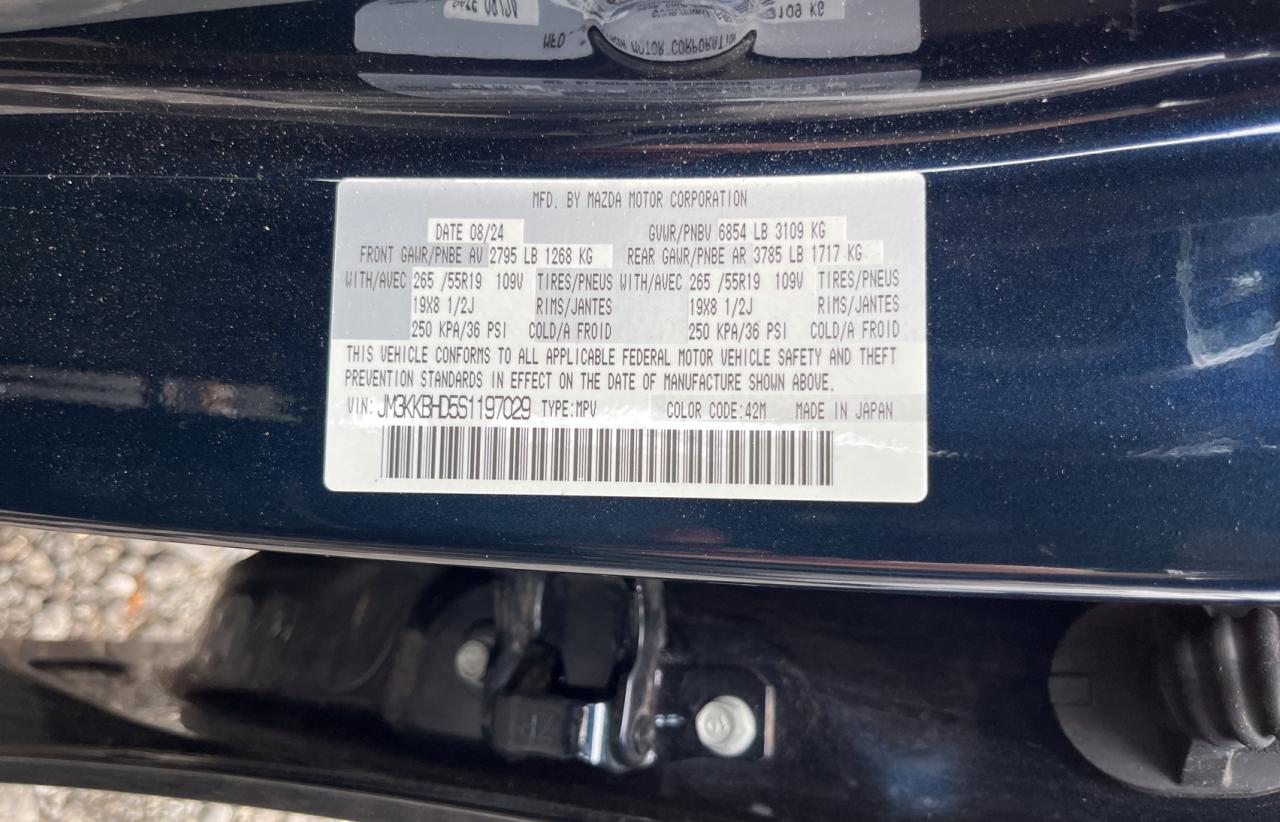 MFD. BY MAZDA MOTOR CORPORATION
DATE 08/24 GVWR/PNBV 6854 LB 3109 KG
FRONT GAWR/PNBE AV 2795 LB 1268 KG REAR GAWR/PNBE AR 3785 LB 1717 KG
WITH/AVEC 265 /55R19 109V TIRES/PNEUS WITH/AVEC 265 /55R19 109V TIRES/PNEUS
19X8 1/2J RIMS/JANTES 19X8 1/2J RIMS/JANTES
250 KPA/36 PSI COLD/A FROID 250 KPA/36 PSI COLD/A FROID
THIS VEHICLE CONFORMS TO ALL APPLICABLE FEDERAL MOTOR VEHICLE SAFETY AND THEFT
PREVENTION STANDARDS IN EFFECT ON THE DATE OF MANUFACTURE SHOWN ABOVE.
VIN: JM3KKBHD5S1197029 TYPE:MPV COLOR CODE:42M MADE IN JAPAN